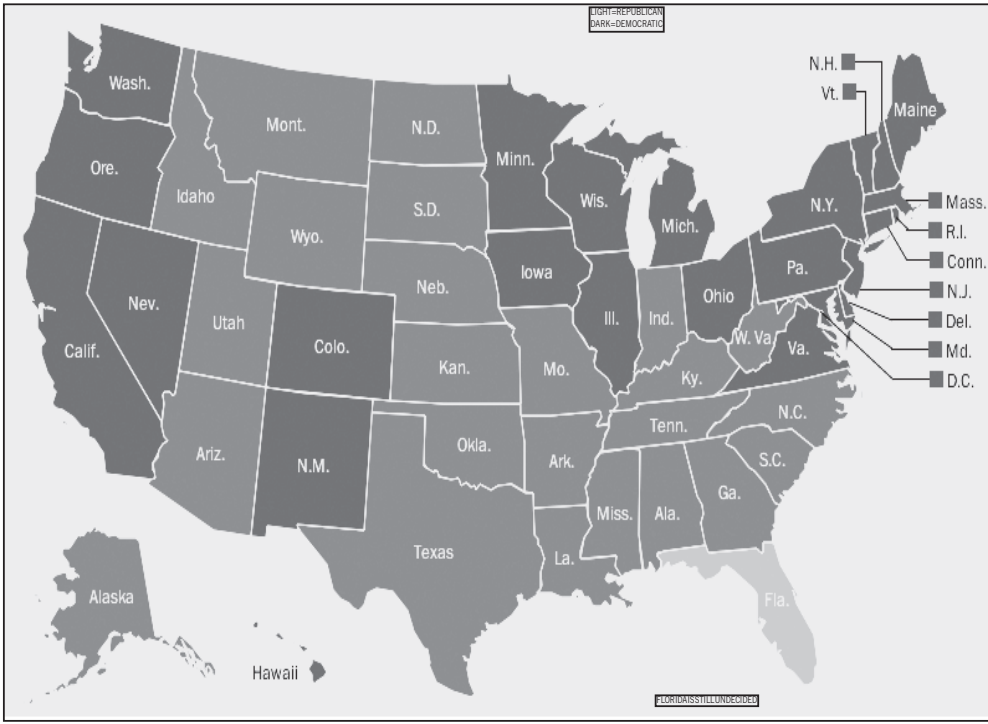 LIGHT=REPUBLICAN
DARK=DEMOCRATIC
N.H.
Vt.
Maine
Wash.
Mont.
N.D.
Minn.
Ore.
Idaho
S.D.
Wis.
Mich.
N.Y.
Mass.
R.I.
Conn.
N.J.
Del.
Md.
D.C.
Wyo.
Neb.
Iowa
Pa.
Nev.
Utah
Colo.
Ill.
Ind.
Ohio
W. Va.
Va.
Calif.
Kan.
Mo.
Ky.
N.C.
Tenn.
Ariz.
N.M.
Okla.
Ark.
S.C.
Miss.
Ala.
Ga.
Texas
La.
Fla.
Alaska
Hawaii
FLORIDAISSTILLUNDECIDED